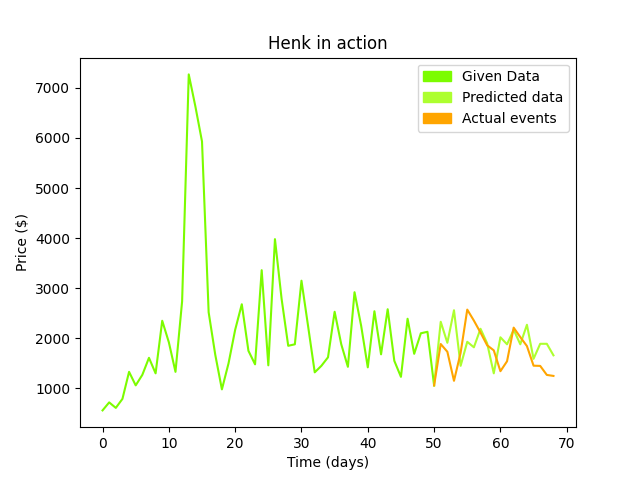 Henk in action
Given Data
Predicted data
Actual events
Price ($)
7000
6000
5000
4000
3000
2000
1000
0 10 20 30 40 50 60 70
Time (days)